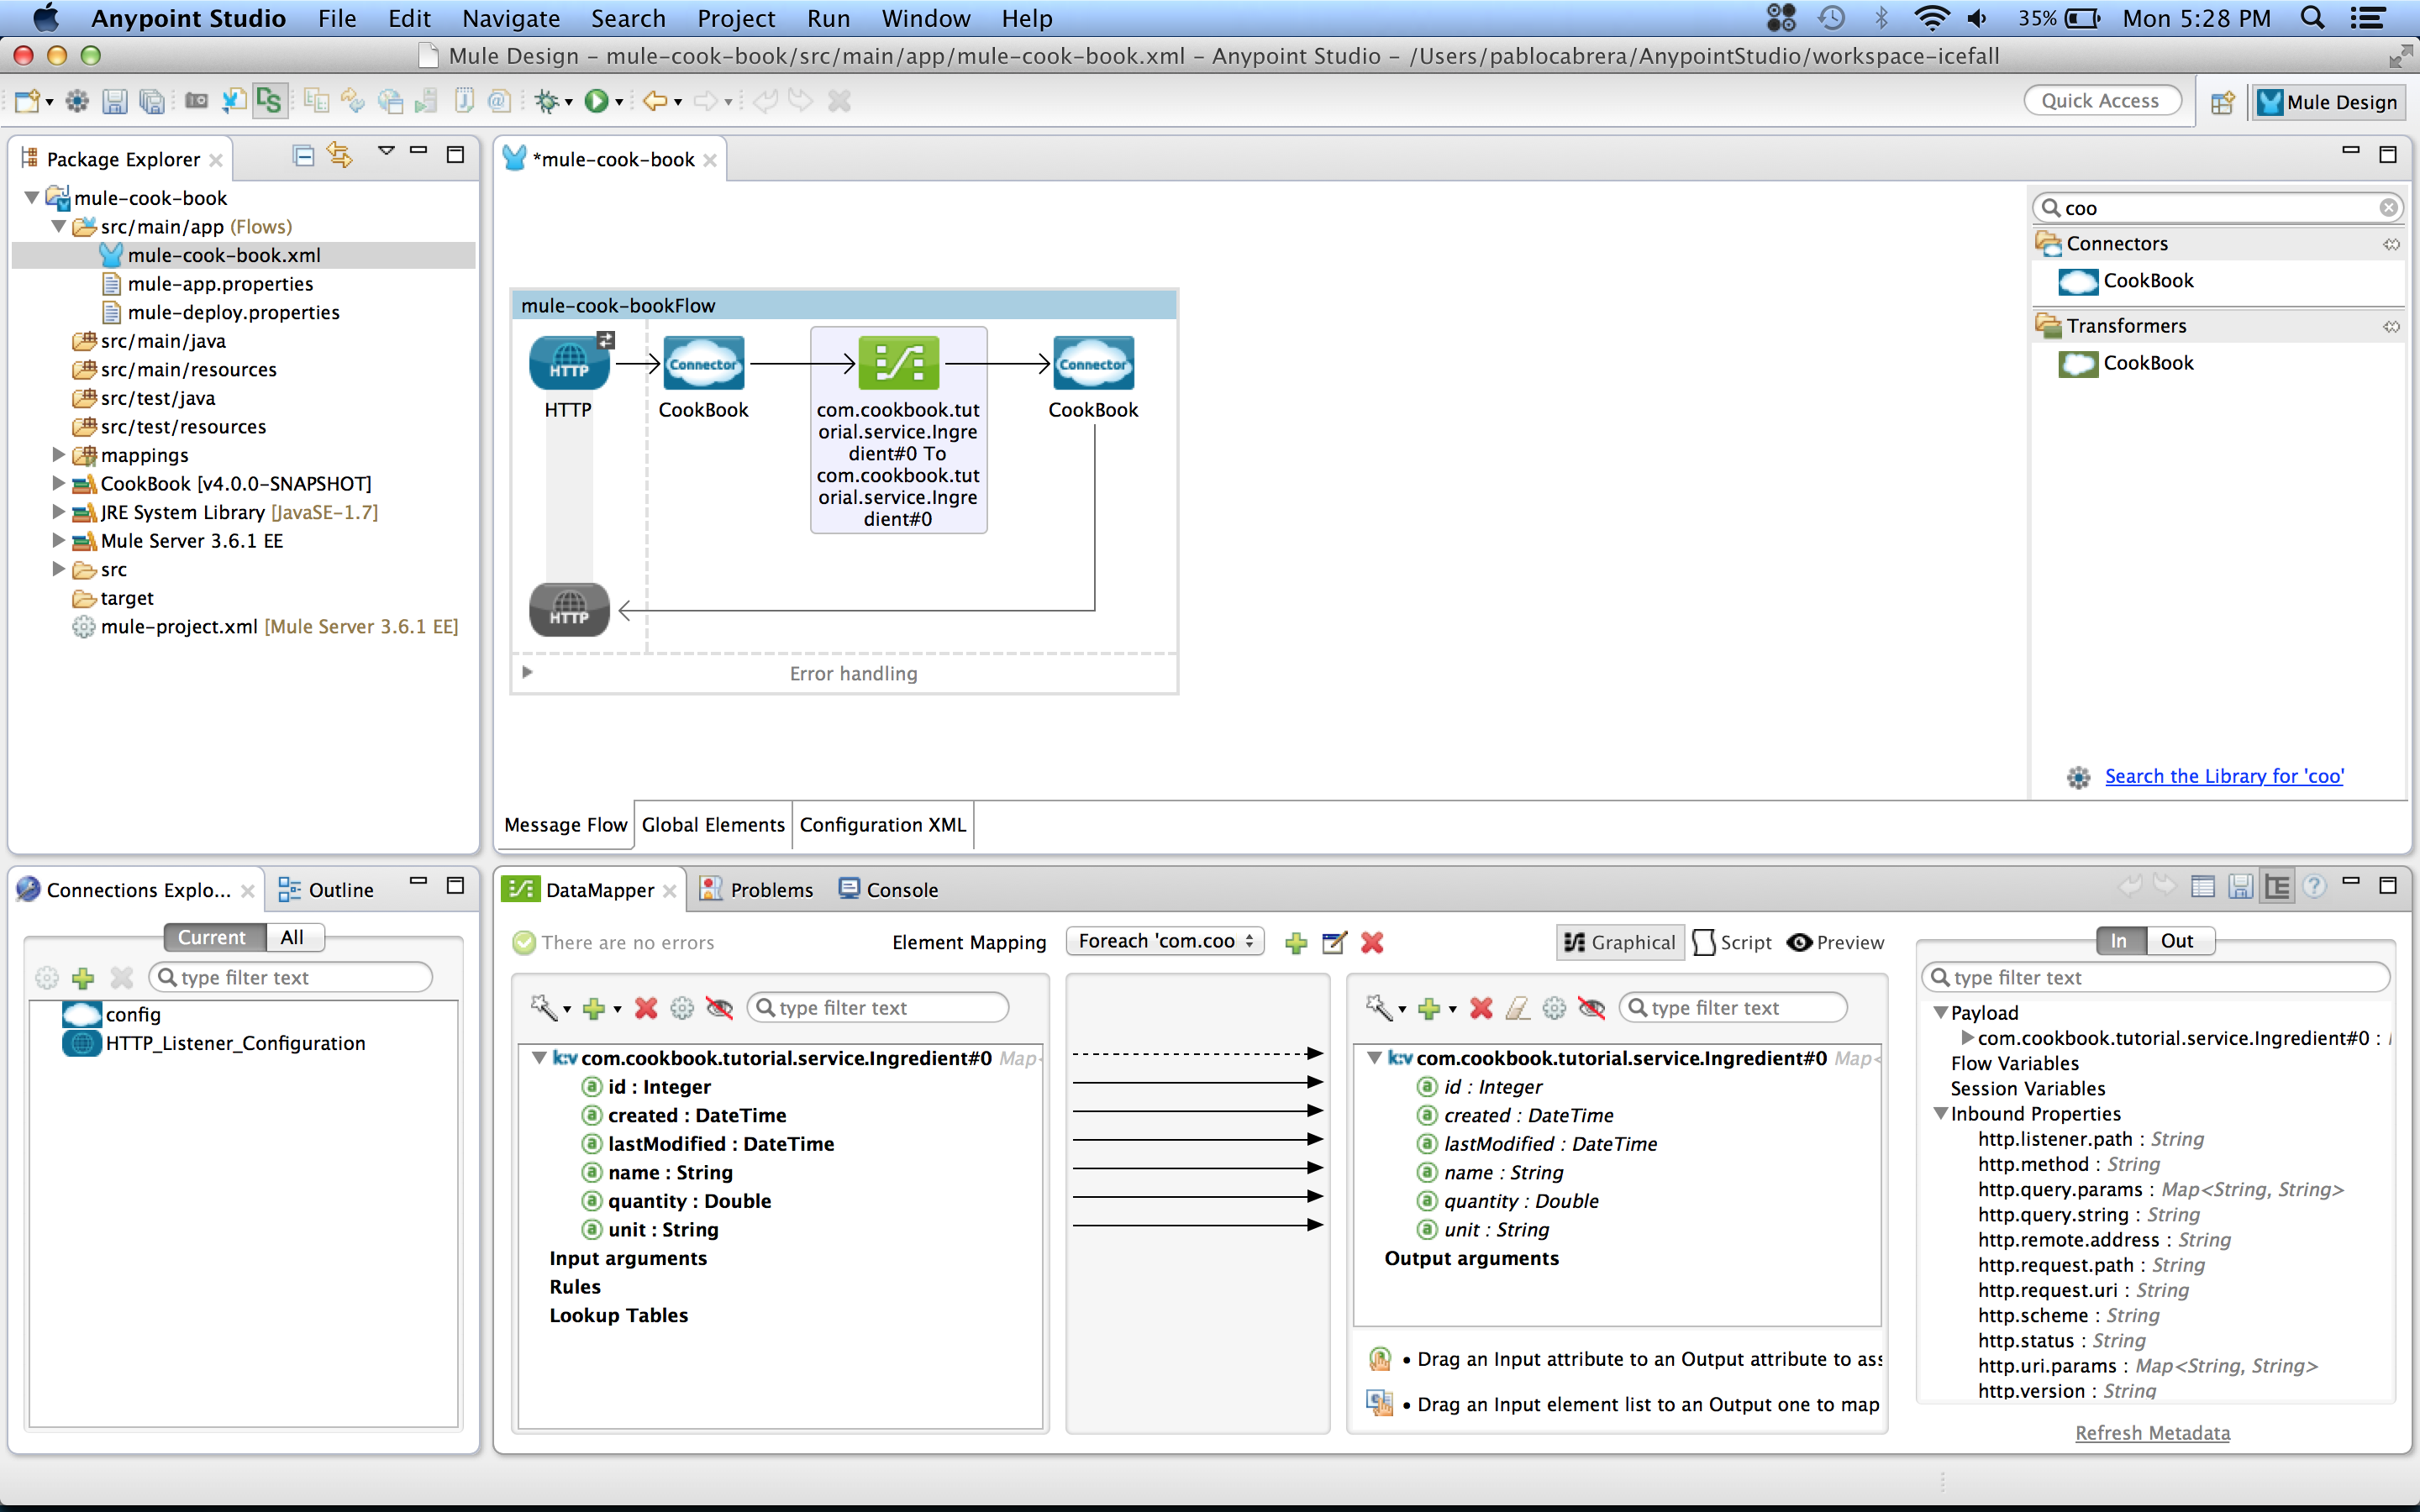 Anypoint Studio File Edit Navigate Search Project Run Window Help 35% Mon 5:28 PM
Mule Design – mule-cook-book/src/main/app/mule-cook-book.xml – Anypoint Studio – /Users/pablocabrera/AnypointStudio/workspace-icefall
Quick Access Mule Design
Package Explorer
mule-cook-book
src/main/app (Flows)
mule-cook-book.xml
mule-app.properties
mule-deploy.properties
src/main/java
src/main/resources
src/test/java
src/test/resources
mappings
CookBook [v4.0.0-SNAPSHOT]
JRE System Library [JavaSE-1.7]
Mule Server 3.6.1 EE
src
target
mule-project.xml [Mule Server 3.6.1 EE]
*mule-cook-book
mule-cook-bookFlow
HTTP
Connector
Connector
HTTP
CookBook
com.cookbook.tut
orial.service.Ingre
dient#0 To
com.cookbook.tut
orial.service.Ingre
dient#0
CookBook
HTTP
Error handling
coo
Connectors
CookBook
Transformers
CookBook
Search the Library for 'coo'
Message Flow Global Elements Configuration XML
Connections Explo... Outline
Current All
type filter text
config
HTTP_Listener_Configuration
DataMapper Problems Console
There are no errors Element Mapping Foreach 'com.coo Graphical Script Preview
type filter text
com.cookbook.tutorial.service.Ingredient#0 Map
id : Integer
created : DateTime
lastModified : DateTime
name : String
quantity : Double
unit : String
Input arguments
Rules
Lookup Tables
type filter text
com.cookbook.tutorial.service.Ingredient#0 Map<
id : Integer
created : DateTime
lastModified : DateTime
name : String
quantity : Double
unit : String
Output arguments
• Drag an Input attribute to an Output attribute to ass
• Drag an Input element list to an Output one to map
In Out
type filter text
Payload
com.cookbook.tutorial.service.Ingredient#0 :
Flow Variables
Session Variables
Inbound Properties
http.listener.path : String
http.method : String
http.query.params : Map<String, String>
http.query.string : String
http.remote.address : String
http.request.path : String
http.request.uri : String
http.scheme : String
http.status : String
http.uri.params : Map<String, String>
http.version : String
Refresh Metadata